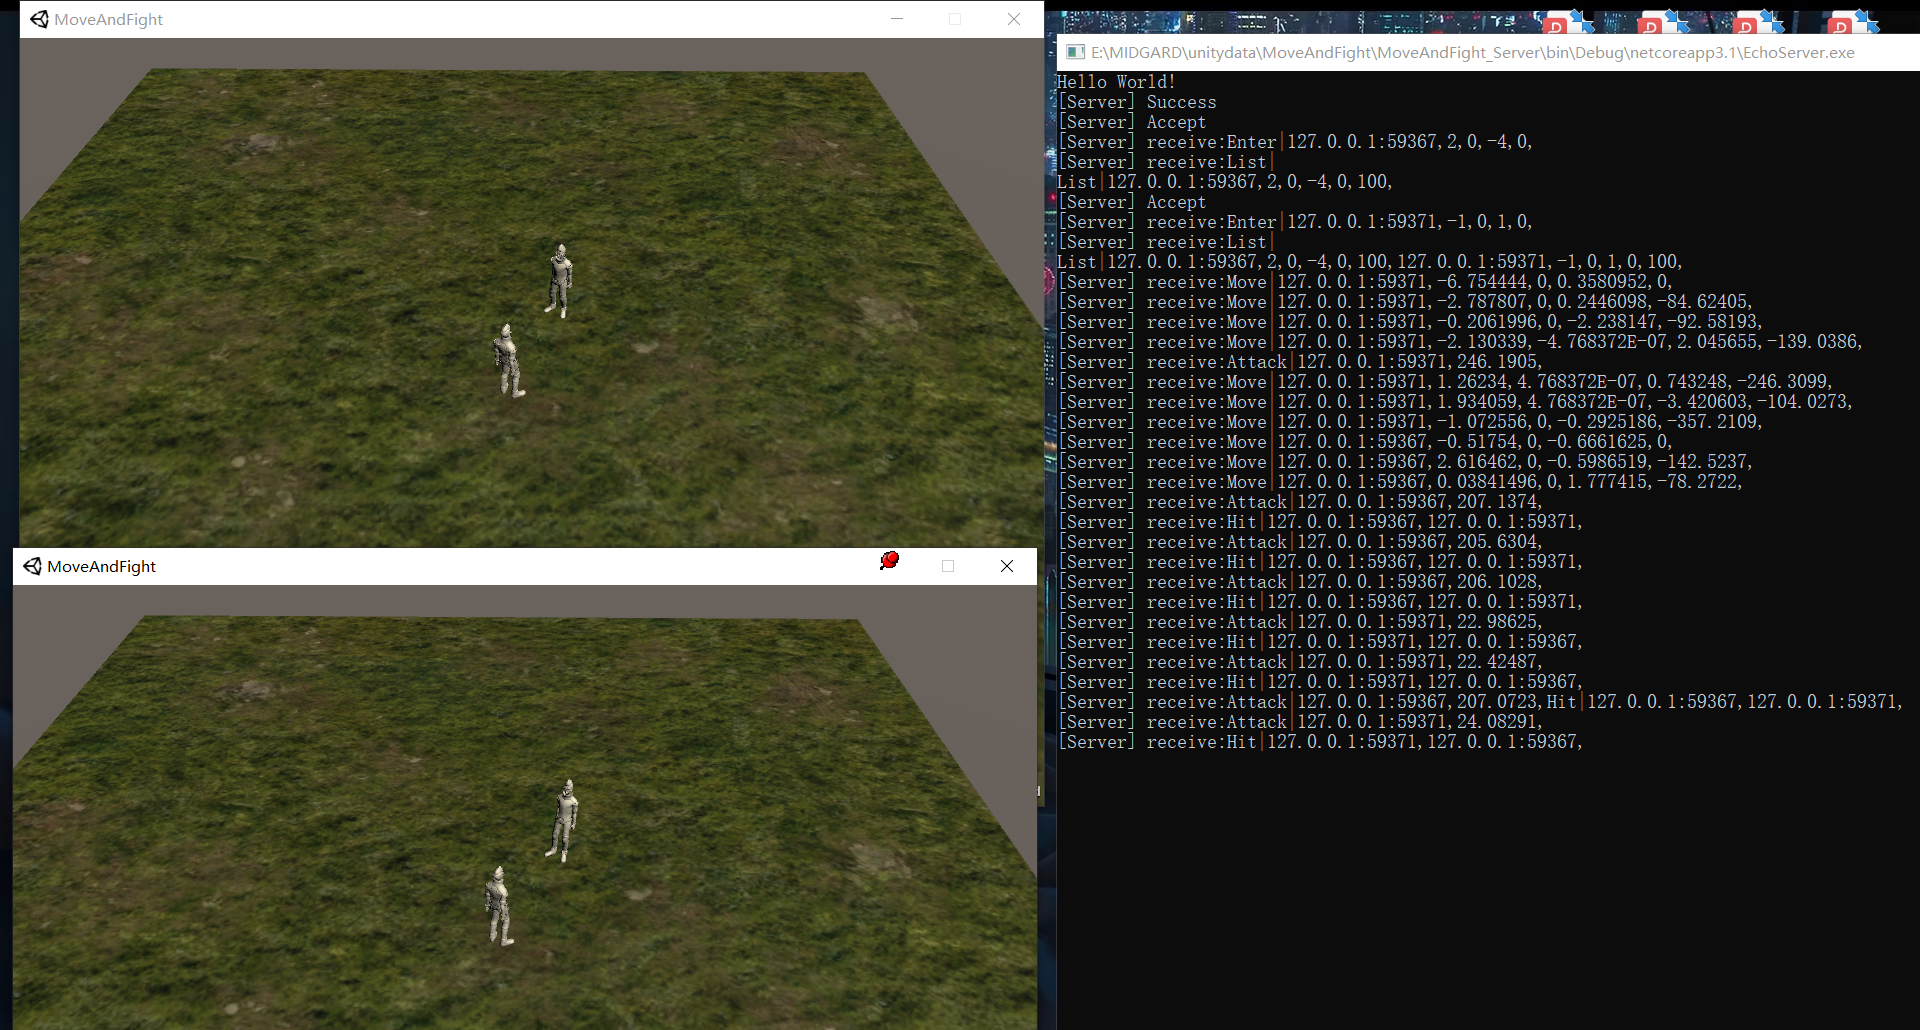 MoveAndFight
MoveAndFight
E:\MIDGARD\unitydata\MoveAndFight\MoveAndFight_Server\bin\Debug\netcoreapp3.1\EchoServer.exe
Hello World!
[Server] Success
[Server] Accept
[Server] receive:Enter|127.0.0.1:59367,2,0,-4,0,
[Server] receive:List|
List|127.0.0.1:59367,2,0,-4,0,100,
[Server] Accept
[Server] receive:Enter|127.0.0.1:59371,-1,0,1,0,
[Server] receive:List|
List|127.0.0.1:59367,2,0,-4,0,100,127.0.0.1:59371,-1,0,1,0,100,
[Server] receive:Move|127.0.0.1:59371,-6.754444,0,0.3580952,0,
[Server] receive:Move|127.0.0.1:59371,-2.787807,0,0.2446098,-84.62405,
[Server] receive:Move|127.0.0.1:59371,-0.2061996,0,-2.238147,-92.58193,
[Server] receive:Move|127.0.0.1:59371,-2.130339,-4.768372E-07,2.045655,-139.0386,
[Server] receive:Attack|127.0.0.1:59371,246.1905,
[Server] receive:Move|127.0.0.1:59371,1.26234,4.768372E-07,0.743248,-246.3099,
[Server] receive:Move|127.0.0.1:59371,1.934059,4.768372E-07,-3.420603,-104.0273,
[Server] receive:Move|127.0.0.1:59371,-1.072556,0,-0.2925186,-357.2109,
[Server] receive:Move|127.0.0.1:59367,-0.51754,0,-0.6661625,0,
[Server] receive:Move|127.0.0.1:59367,2.616462,0,-0.5986519,-142.5237,
[Server] receive:Move|127.0.0.1:59367,0.03841496,0,1.777415,-78.2722,
[Server] receive:Attack|127.0.0.1:59367,207.1374,
[Server] receive:Hit|127.0.0.1:59367,127.0.0.1:59371,
[Server] receive:Attack|127.0.0.1:59367,205.6304,
[Server] receive:Hit|127.0.0.1:59367,127.0.0.1:59371,
[Server] receive:Attack|127.0.0.1:59367,206.1028,
[Server] receive:Hit|127.0.0.1:59367,127.0.0.1:59371,
[Server] receive:Attack|127.0.0.1:59371,22.98625,
[Server] receive:Hit|127.0.0.1:59371,127.0.0.1:59367,
[Server] receive:Attack|127.0.0.1:59371,22.42487,
[Server] receive:Hit|127.0.0.1:59371,127.0.0.1:59367,
[Server] receive:Attack|127.0.0.1:59367,207.0723,Hit|127.0.0.1:59367,127.0.0.1:59371,
[Server] receive:Attack|127.0.0.1:59371,24.08291,
[Server] receive:Hit|127.0.0.1:59371,127.0.0.1:59367,